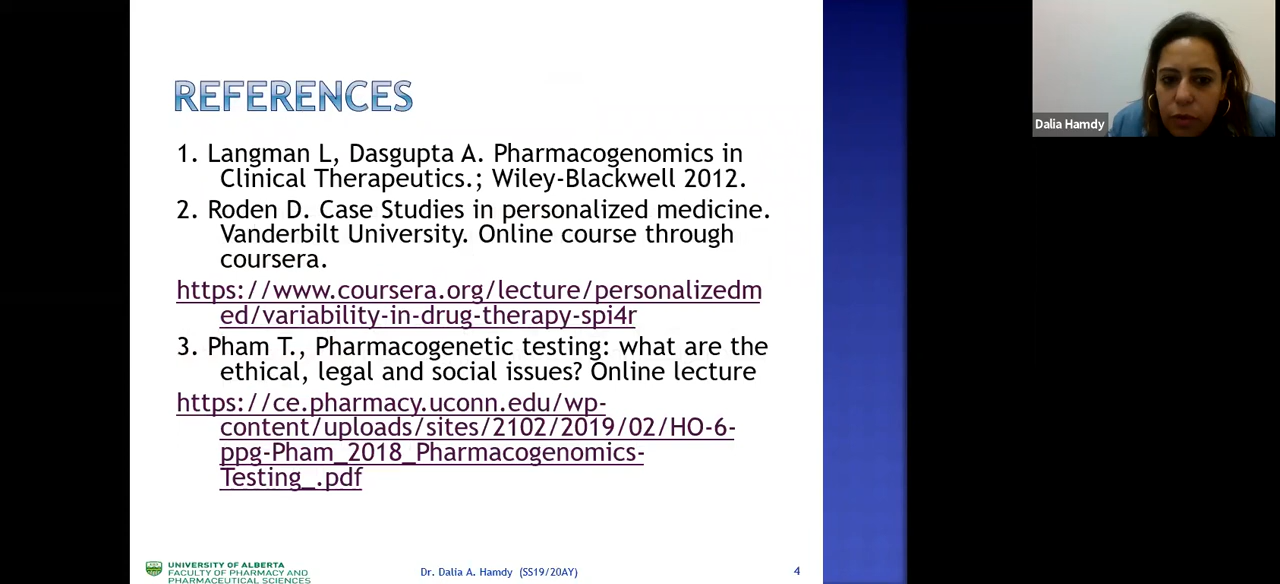 REFERENCES
1. Langman L, Dasgupta A. Pharmacogenomics in
Clinical Therapeutics.; Wiley-Blackwell 2012.
2. Roden D. Case Studies in personalized medicine.
Vanderbilt University. Online course through
coursera.
https://www.coursera.org/lecture/personalizedm
ed/variability-in-drug-therapy-spi4r
3. Pham T., Pharmacogenetic testing: what are the
ethical, legal and social issues? Online lecture
https://ce.pharmacy.uconn.edu/wp-
content/uploads/sites/2102/2019/02/HO-6-
ppg-Pham_2018_Pharmacogenomics-
Testing_.pdf
UNIVERSITY OF ALBERTA
FACULTY OF PHARMACY AND
PHARMACEUTICAL SCIENCES
Dr. Dalia A. Hamdy (SS19/20AY)
4
Dalia Hamdy